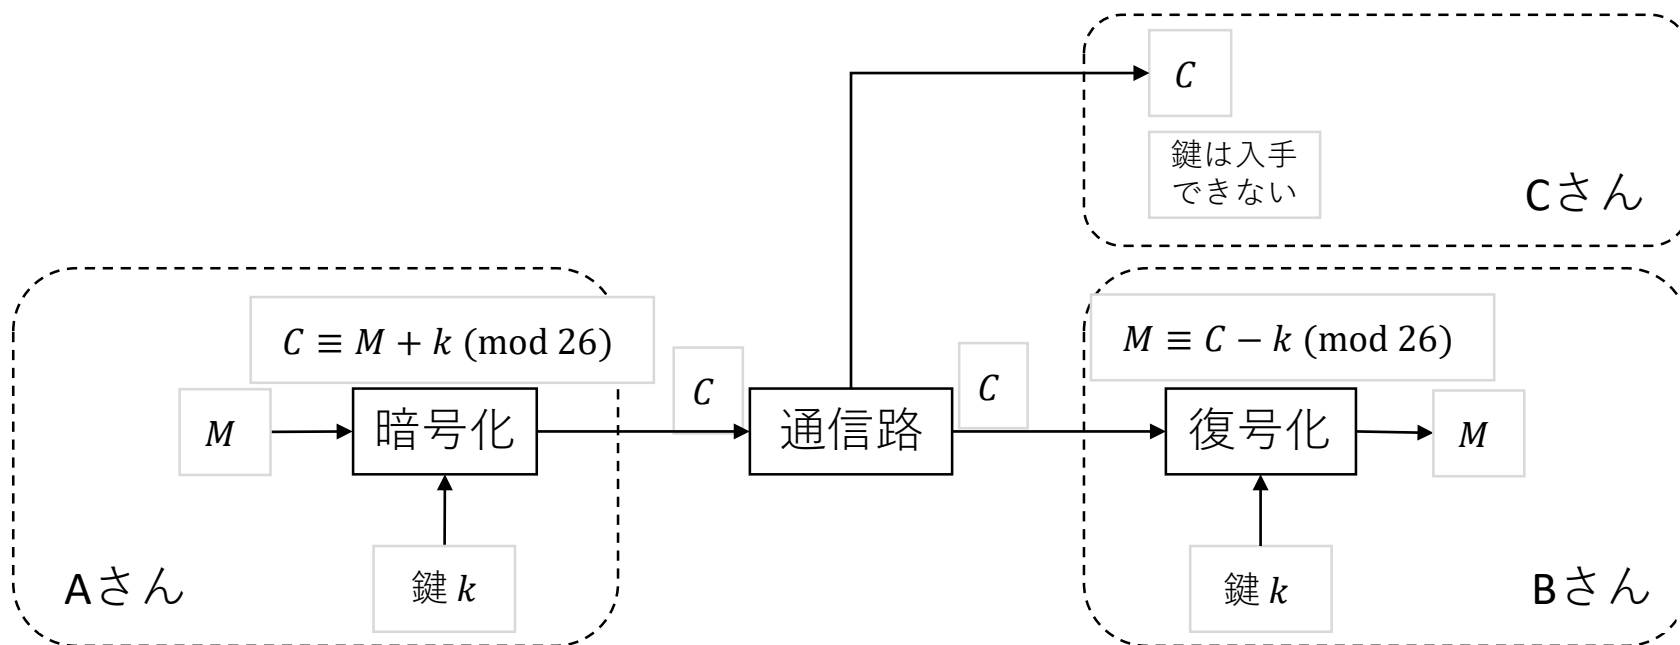 C
鍵は入手
できない
Cさん
C ≡ M + k (mod 26)
M
暗号化
鍵 k
Aさん
C
通信路
C
M ≡ C − k (mod 26)
復号化
M
鍵 k
Bさん